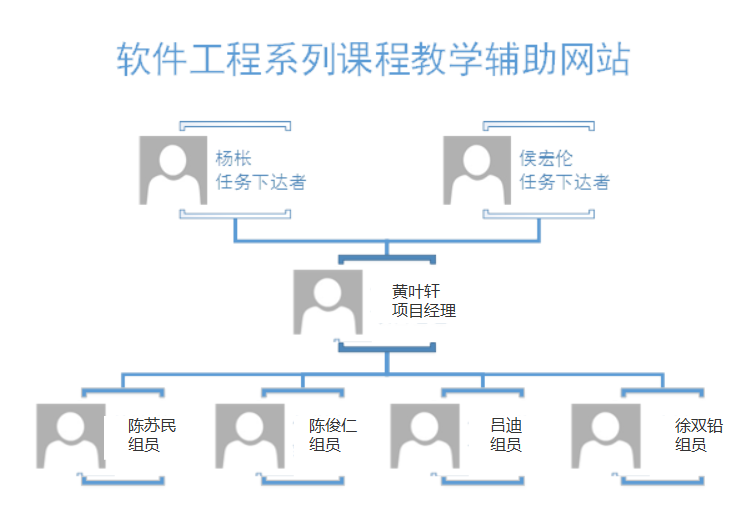 软件工程系列课程教学辅助网站
杨枨
任务下达者
侯宏伦
任务下达者
黄叶轩
项目经理
陈苏民
组员
陈俊仁
组员
吕迪
组员
徐双铅
组员